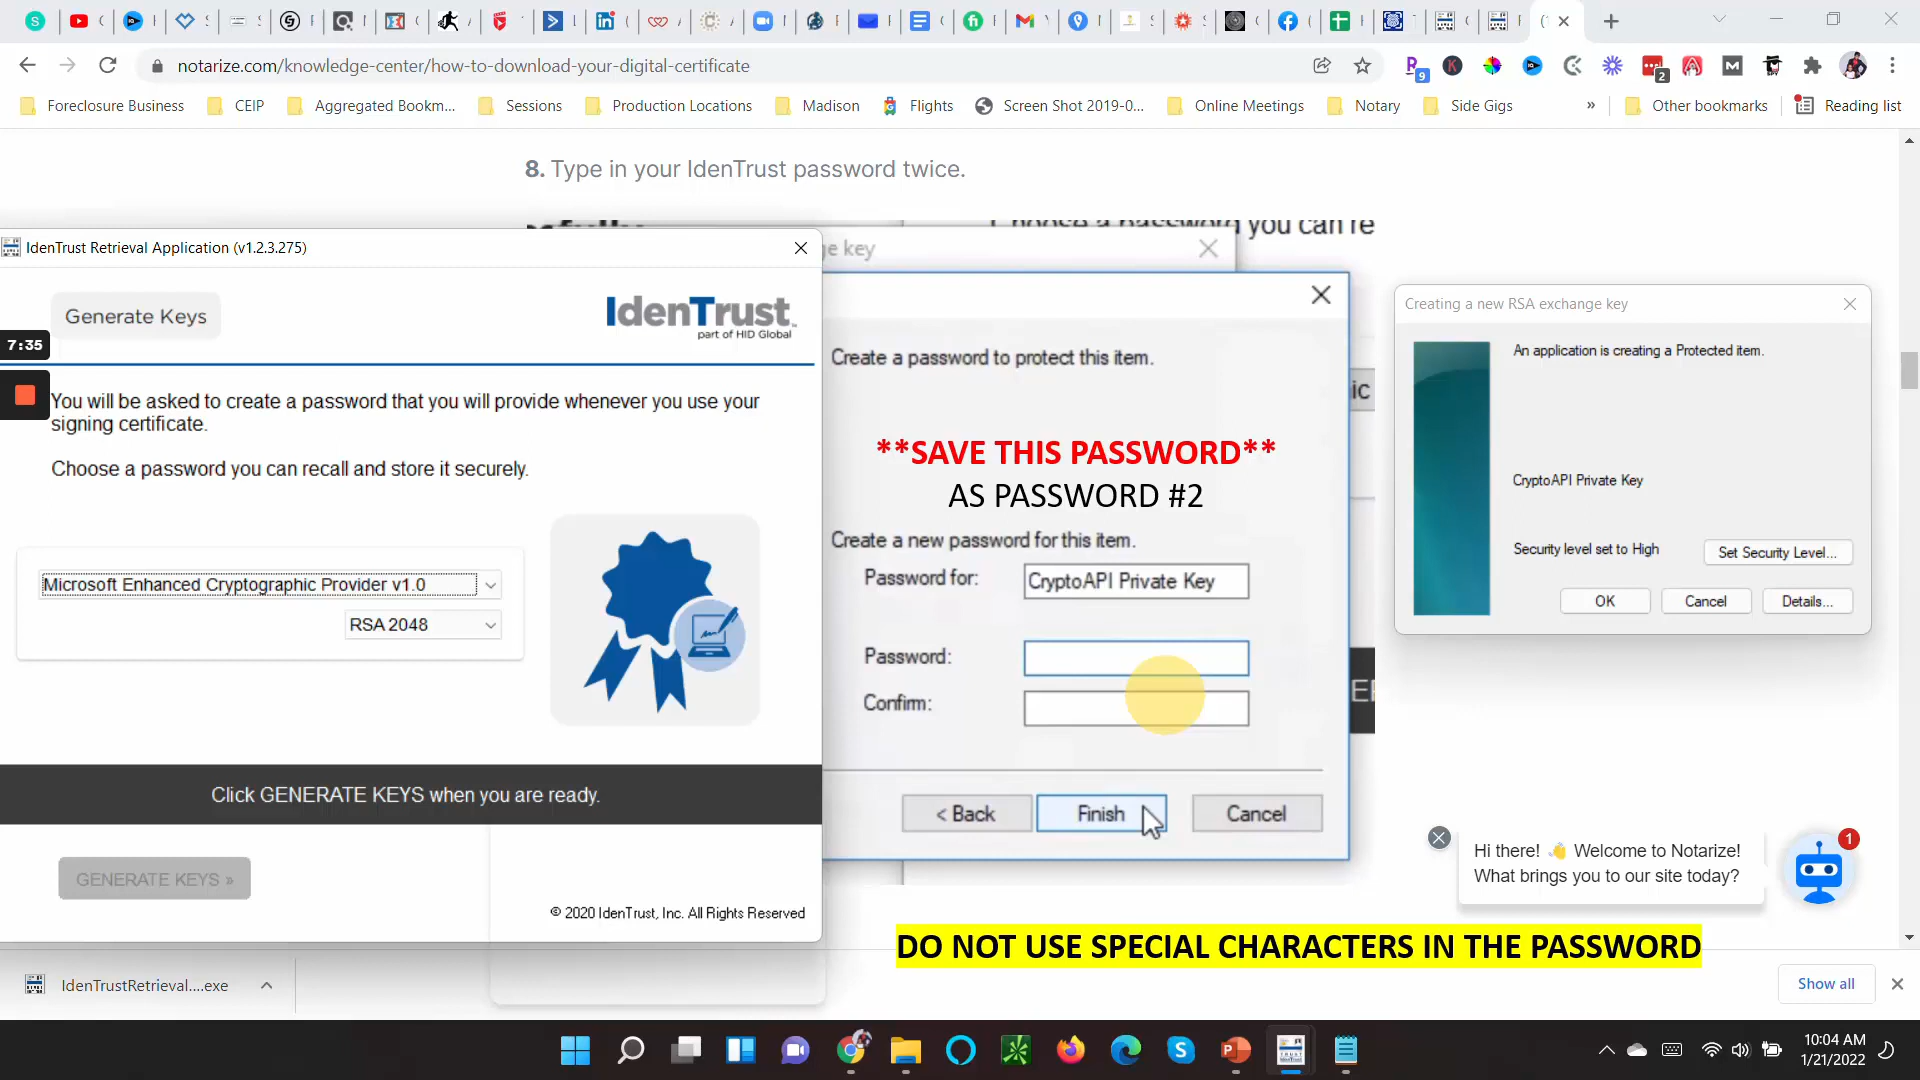 notarize.com/knowledge-center/how-to-download-your-digital-certificate
9
2
Foreclosure Business
CEIP
Aggregated Bookm...
Sessions
Production Locations
Madison
Flights
Screen Shot 2019-0...
Online Meetings
Notary
Side Gigs
»
Other bookmarks
Reading list
8. Type in your IdenTrust password twice.
Choose a password you can re
ge key
IdenTrust Retrieval Application (v1.2.3.275)
Generate Keys
IdenTrust
part of HID Global
7:35
You will be asked to create a password that you will provide whenever you use your
signing certificate.
Choose a password you can recall and store it securely.
Microsoft Enhanced Cryptographic Provider v1.0
RSA 2048
Click GENERATE KEYS when you are ready.
GENERATE KEYS »
© 2020 IdenTrust, Inc. All Rights Reserved
Create a password to protect this item.
**SAVE THIS PASSWORD**
AS PASSWORD #2
Create a new password for this item.
Password for:
CryptoAPI Private Key
Password:
Confirm:
< Back
Finish
Cancel
ic
Creating a new RSA exchange key
An application is creating a Protected item.
CryptoAPI Private Key
Security level set to High
Set Security Level...
OK
Cancel
Details...
Hi there! 👋 Welcome to Notarize!
What brings you to our site today?
1
DO NOT USE SPECIAL CHARACTERS IN THE PASSWORD
IdenTrustRetrieval....exe
Show all
10:04 AM
1/21/2022